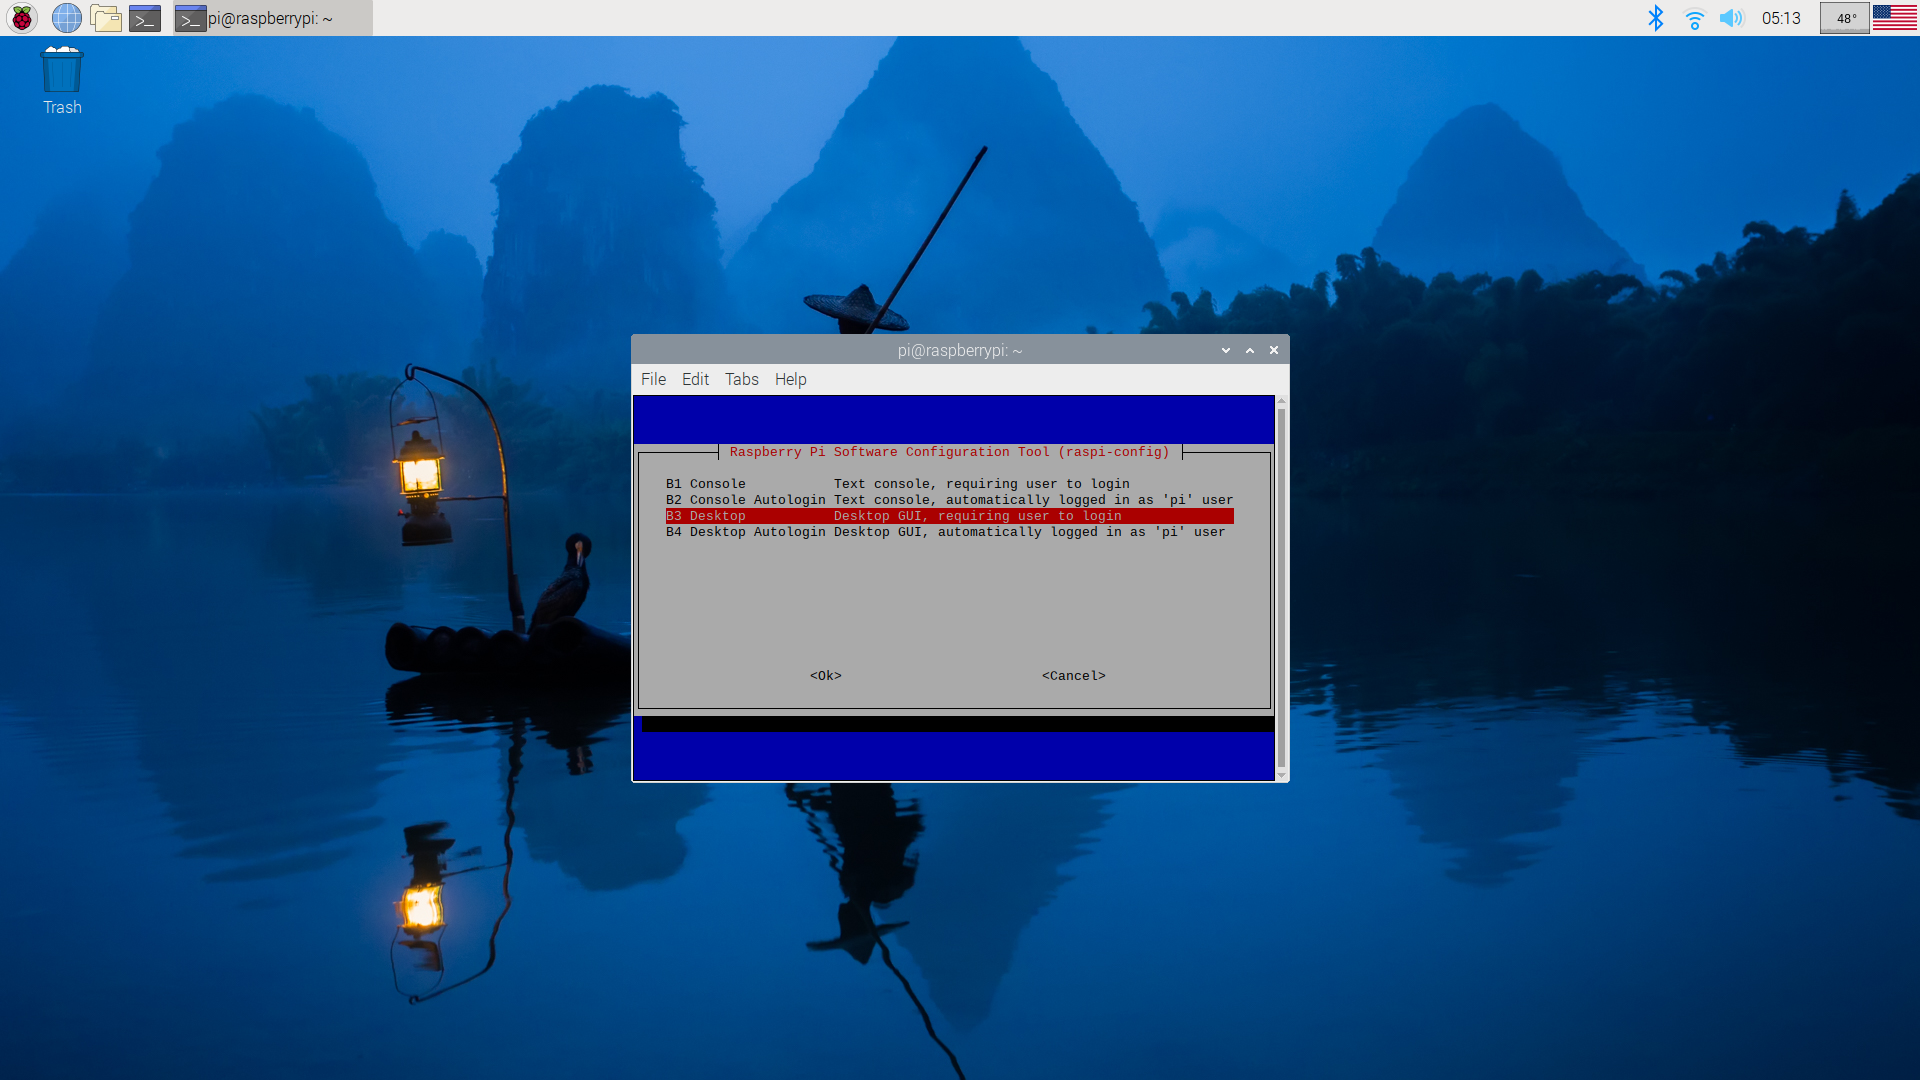 pi@raspberrypi: ~
05:13
48°
Trash
pi@raspberrypi: ~
File Edit Tabs Help
Raspberry Pi Software Configuration Tool (raspi-config)
B1 Console Text console, requiring user to login
B2 Console Autologin Text console, automatically logged in as 'pi' user
B3 Desktop Desktop GUI, requiring user to login
B4 Desktop Autologin Desktop GUI, automatically logged in as 'pi' user
<Ok> <Cancel>